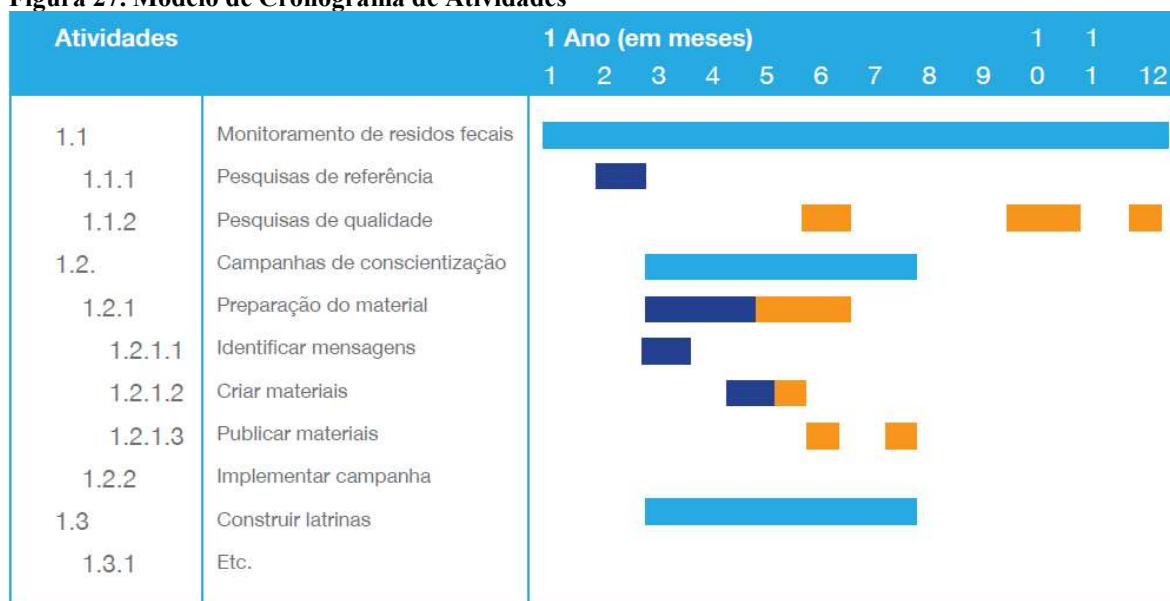 Figura 27: Modelo de Cronograma de Atividades
Atividades 1 Ano (em meses) 1 1
1 2 3 4 5 6 7 8 9 0 1 12
1.1 Monitoramento de residos fecais
1.1.1 Pesquisas de referência
1.1.2 Pesquisas de qualidade
1.2. Campanhas de conscientização
1.2.1 Preparação do material
1.2.1.1 Identificar mensagens
1.2.1.2 Criar materiais
1.2.1.3 Publicar materiais
1.2.2 Implementar campanha
1.3 Construir latrinas
1.3.1 Etc.